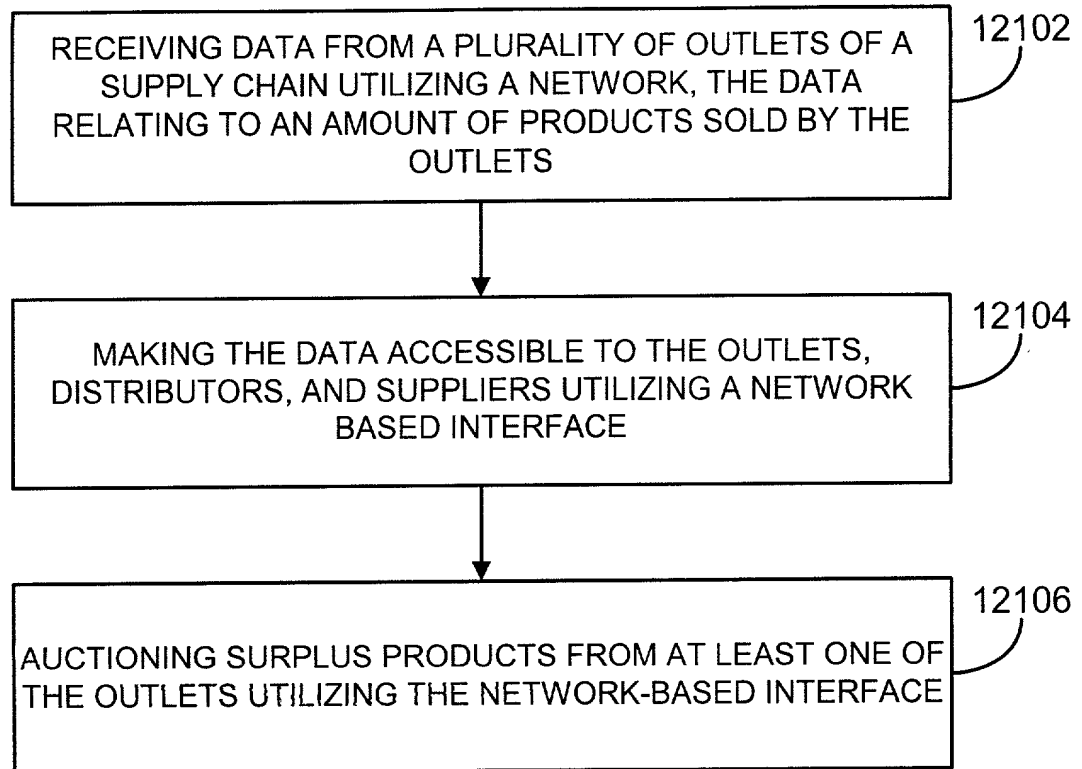 12102
RECEIVING DATA FROM A PLURALITY OF OUTLETS OF A
SUPPLY CHAIN UTILIZING A NETWORK, THE DATA
RELATING TO AN AMOUNT OF PRODUCTS SOLD BY THE
OUTLETS
12104
MAKING THE DATA ACCESSIBLE TO THE OUTLETS,
DISTRIBUTORS, AND SUPPLIERS UTILIZING A NETWORK
BASED INTERFACE
12106
AUCTIONING SURPLUS PRODUCTS FROM AT LEAST ONE OF
THE OUTLETS UTILIZING THE NETWORK-BASED INTERFACE